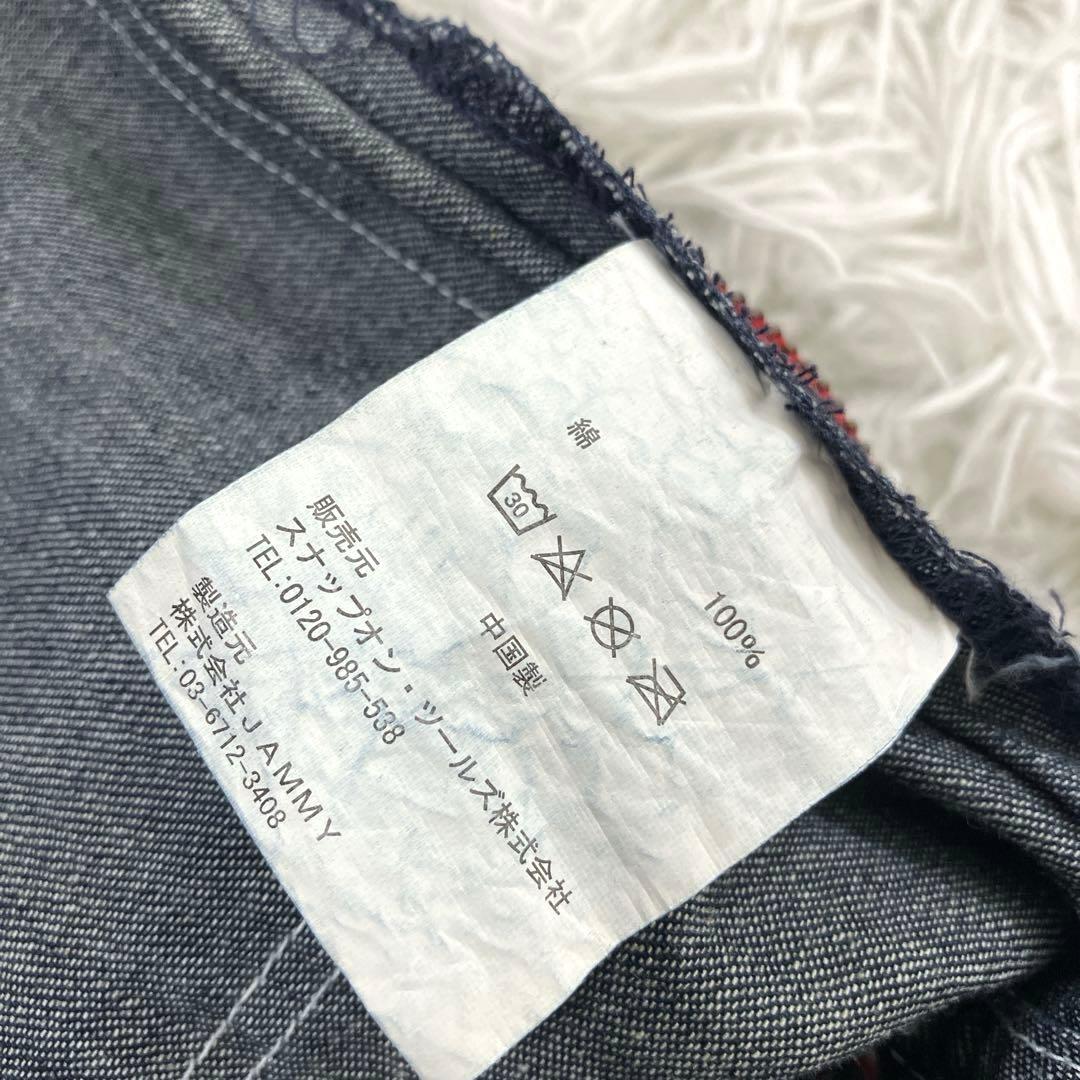 綿 100%
30
中国製
販売元
スナップオン・ツールズ株式会社
TEL:0120-985-538
製造元
株式会社ＪＡＭＭＹ
TEL:03-6712-3408